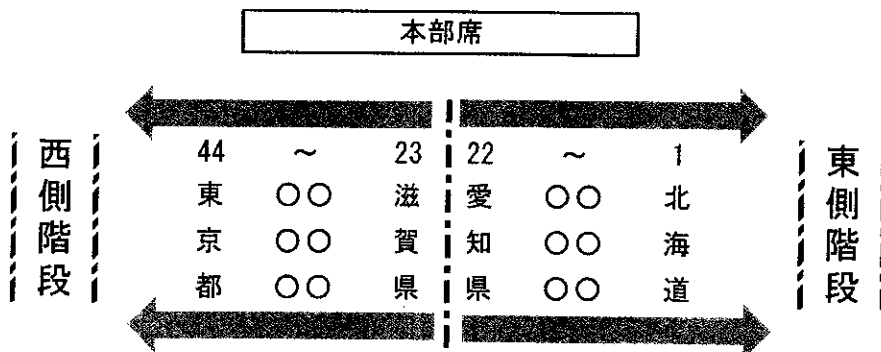 本部席
西側階段
44 ～ 23 22 ～ 1
東京都
○○ ○○ ○○
滋賀県
愛知県
○○ ○○ ○○
北海道
東側階段